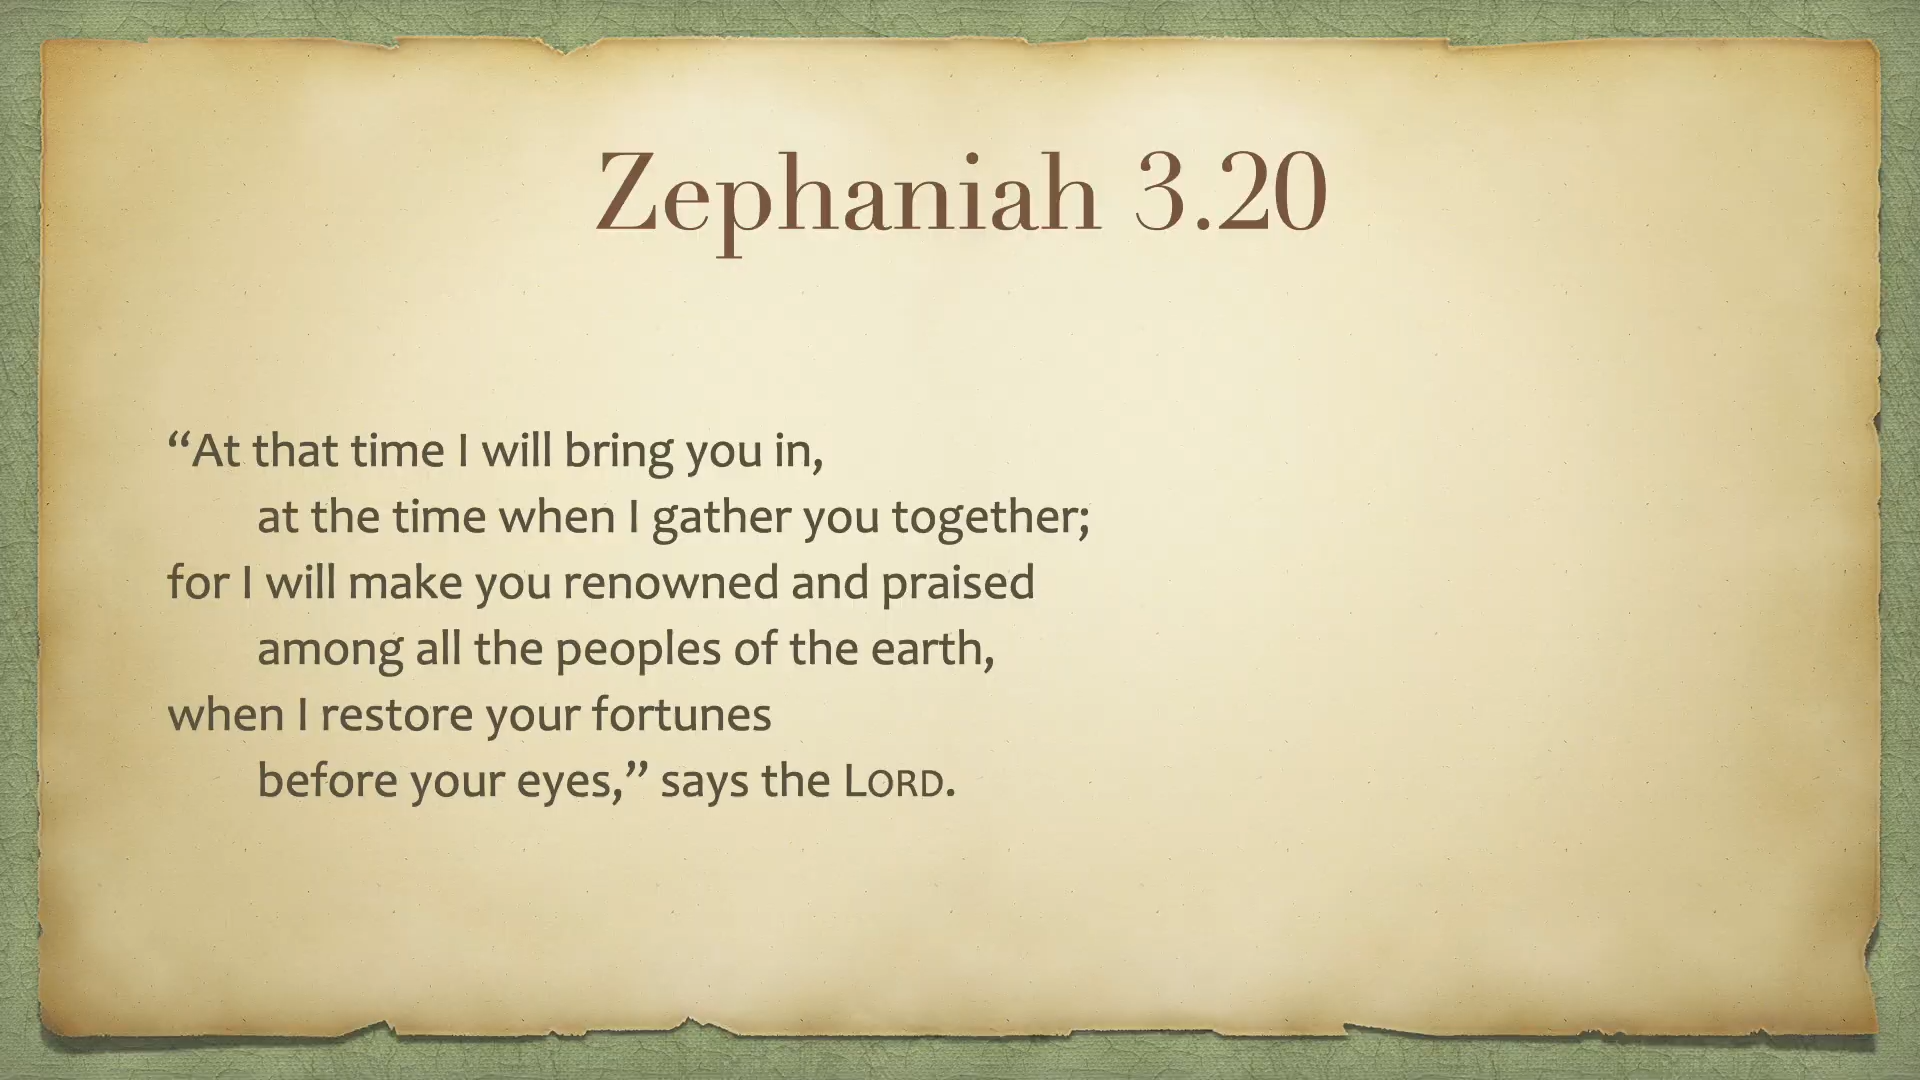 Zephaniah 3.20
“At that time I will bring you in,
at the time when I gather you together;
for I will make you renowned and praised
among all the peoples of the earth,
when I restore your fortunes
before your eyes,” says the LORD.